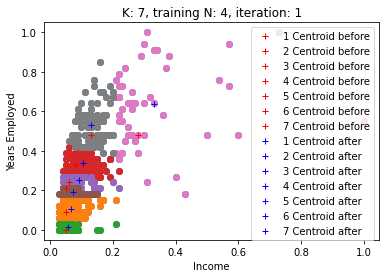 K: 7, training N: 4, iteration: 1
1.0
0.8
0.6
0.4
0.2
0.0
Years Employed
0.0
0.2
0.4
0.6
0.8
1.0
Income
1 Centroid before
2 Centroid before
3 Centroid before
4 Centroid before
5 Centroid before
6 Centroid before
7 Centroid before
1 Centroid after
2 Centroid after
3 Centroid after
4 Centroid after
5 Centroid after
6 Centroid after
7 Centroid after